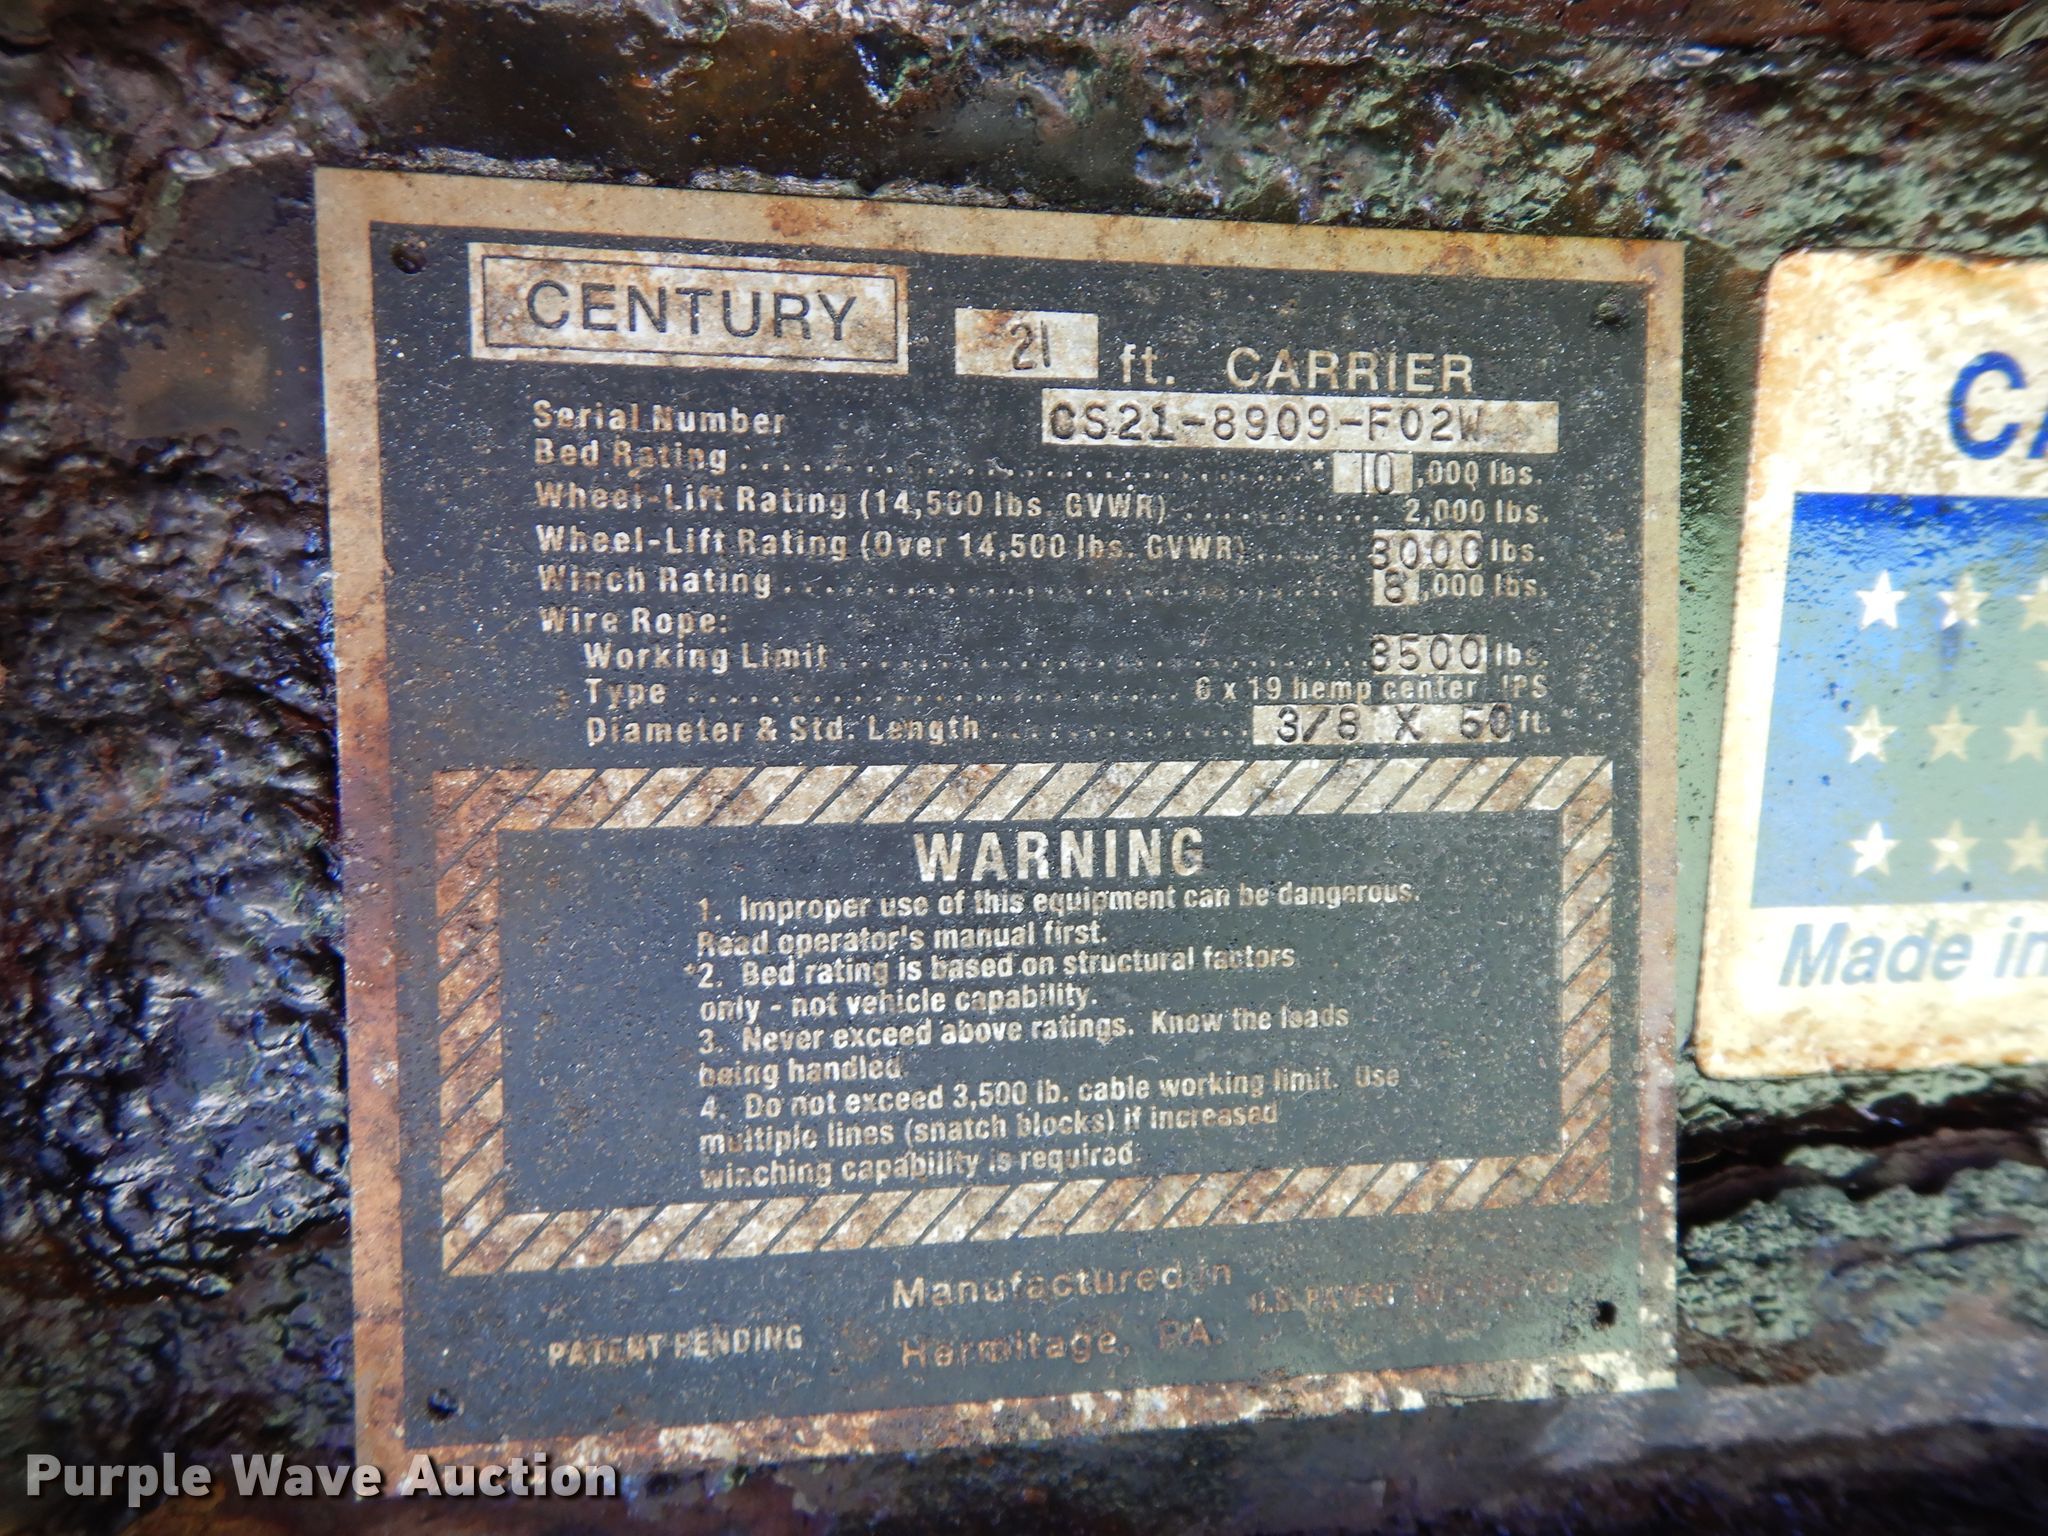 CENTURY 21 ft. CARRIER
Serial Number CS21-8909-F02W
Bed Rating * 10,000 lbs.
Wheel-Lift Rating (14,500 lbs. GVWR) 2,000 lbs.
Wheel-Lift Rating (Over 14,500 lbs. GVWR) 3000 lbs.
Winch Rating 8,000 lbs.
Wire Rope:
Working Limit 3500 lbs.
Type 6 x 19 hemp center IPS
Diameter & Std. Length 3/8 X 50 ft.
WARNING
1. Improper use of this equipment can be dangerous.
Read operator's manual first.
*2. Bed rating is based on structural factors
only - not vehicle capability.
3. Never exceed above ratings. Know the loads
being handled.
4. Do not exceed 3,500 lb. cable working limit. Use
multiple lines (snatch blocks) if increased
winching capability is required.
Manufactured in
Hermitage, PA.
PATENT PENDING
U.S. PATENT
Made in
Purple Wave Auction